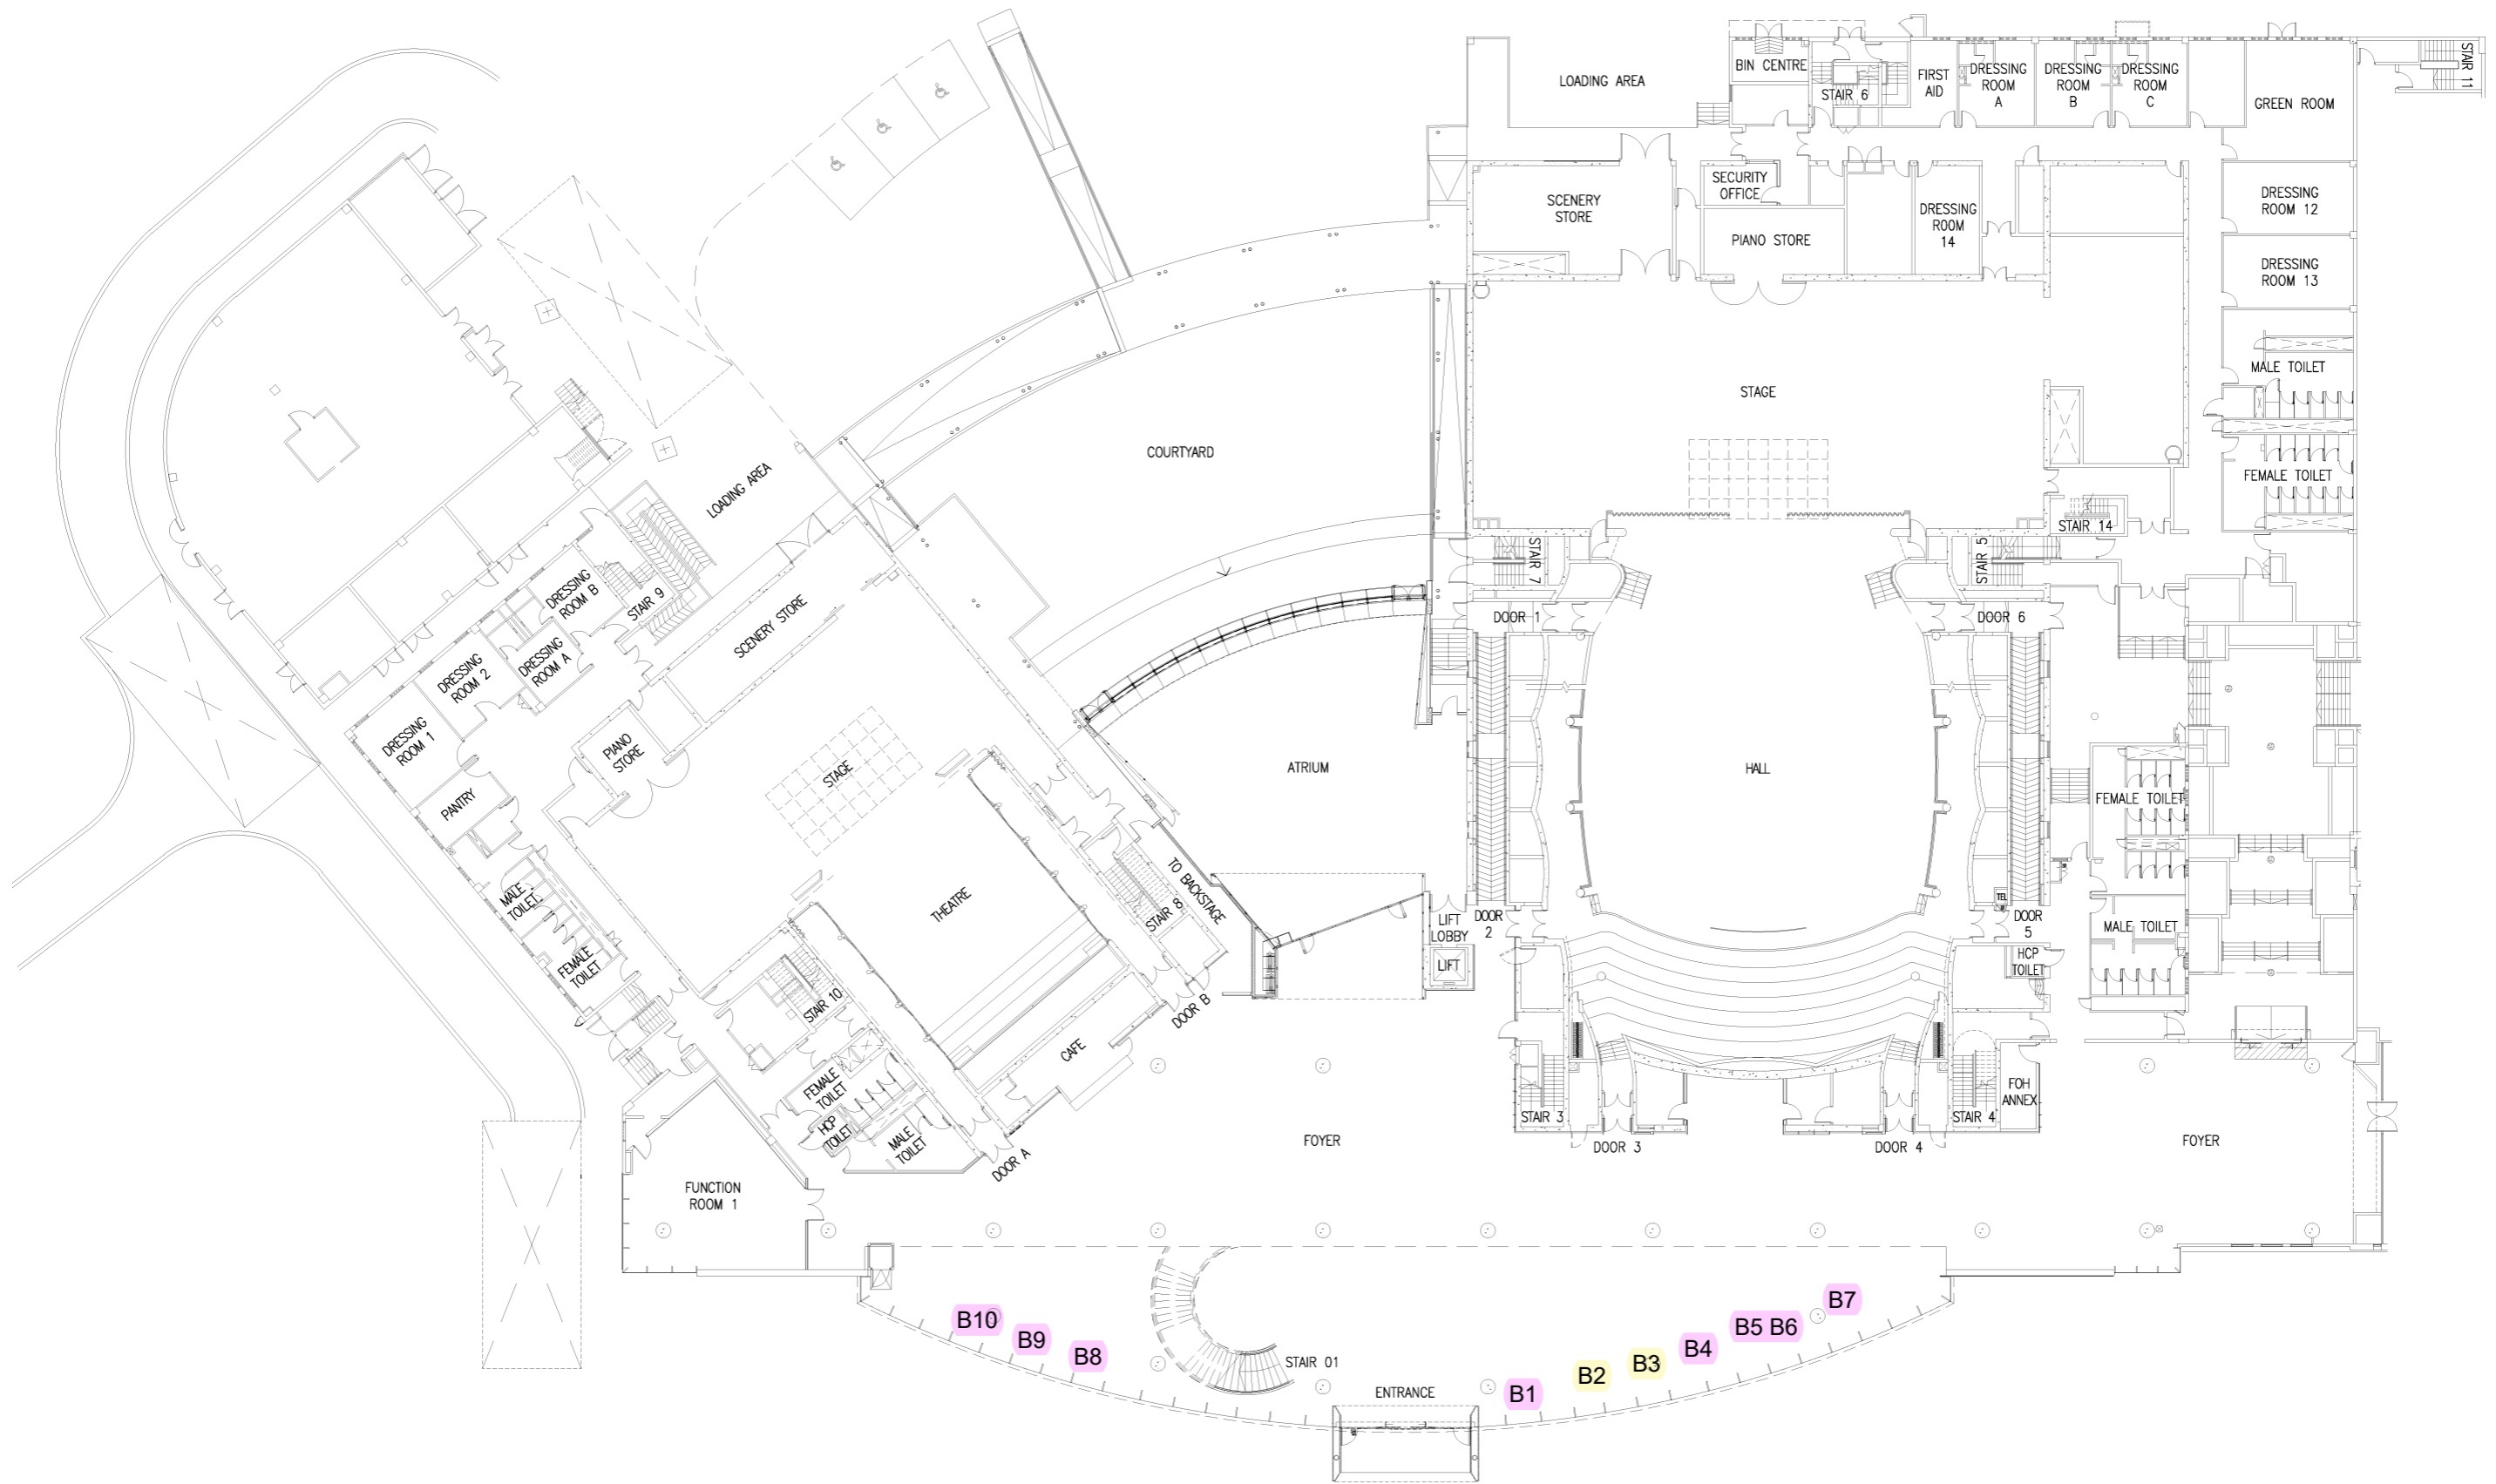 BIN CENTRE
STAIR 6
FIRST
AID
DRESSING
ROOM
A
DRESSING
ROOM
B
DRESSING
ROOM
C
GREEN ROOM
STAIR 11
LOADING AREA
SCENERY
STORE
SECURITY
OFFICE
PIANO STORE
DRESSING
ROOM
14
DRESSING
ROOM 12
DRESSING
ROOM 13
MALE TOILET
FEMALE TOILET
STAGE
STAIR 14
STAIR 7
STAIR 5
COURTYARD
LOADING AREA
DRESSING
ROOM B
STAIR 9
SCENERY STORE
DRESSING
ROOM A
DRESSING
ROOM 2
DRESSING
ROOM 1
PIANO
STORE
PANTRY
STAGE
MALE
TOILET
FEMALE
TOILET
THEATRE
TO BACKSTAGE
STAIR 8
STAIR 10
DOOR B
CAFE
FEMALE
TOILET
HCP
TOILET
MALE
TOILET
DOOR A
FUNCTION
ROOM 1
ATRIUM
DOOR 1
DOOR 6
HALL
LIFT
LOBBY
LIFT
DOOR
2
TEL
DOOR
5
HCP
TOILET
FEMALE TOILET
MALE TOILET
STAIR 3
STAIR 4
FOH
ANNEX
DOOR 3
DOOR 4
FOYER
FOYER
B10
B9
B8
STAIR 01
ENTRANCE
B1
B2
B3
B4
B5 B6
B7